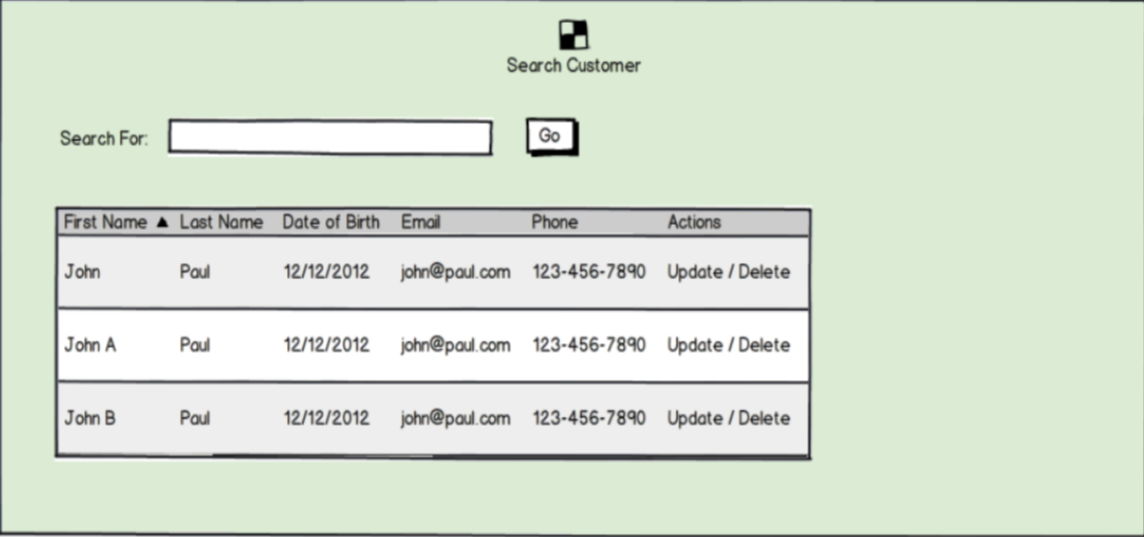 Search Customer
Search For:
Go
First Name ▲ Last Name Date of Birth Email Phone Actions
John Paul 12/12/2012 john@paul.com 123-456-7890 Update / Delete
John A Paul 12/12/2012 john@paul.com 123-456-7890 Update / Delete
John B Paul 12/12/2012 john@paul.com 123-456-7890 Update / Delete